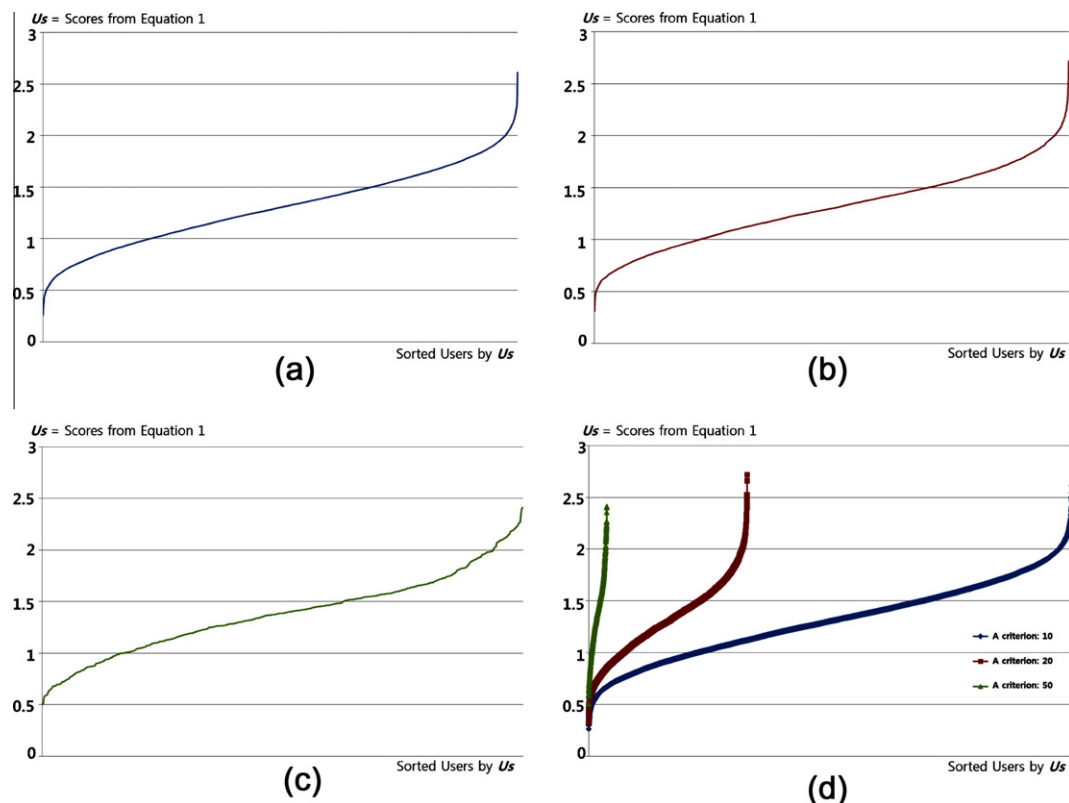 Us = Scores from Equation 1
3
2.5
2
1.5
1
0.5
0
Sorted Users by Us
(a)
Us = Scores from Equation 1
3
2.5
2
1.5
1
0.5
0
Sorted Users by Us
(b)
Us = Scores from Equation 1
3
2.5
2
1.5
1
0.5
0
Sorted Users by Us
(c)
Us = Scores from Equation 1
3
2.5
2
1.5
1
0.5
0
A criterion: 10
A criterion: 20
A criterion: 50
Sorted Users by Us
(d)